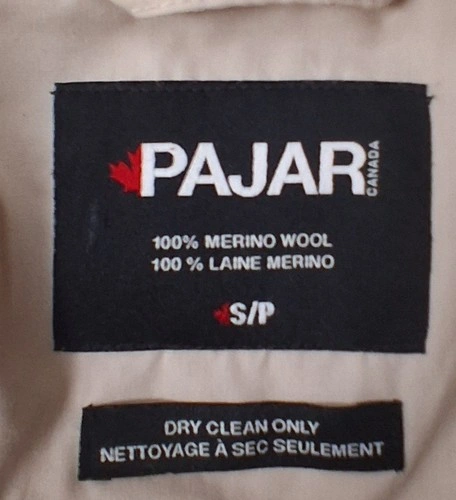 PAJAR CANADA
100% MERINO WOOL
100 % LAINE MERINO
S/P
DRY CLEAN ONLY
NETTOYAGE À SEC SEULEMENT